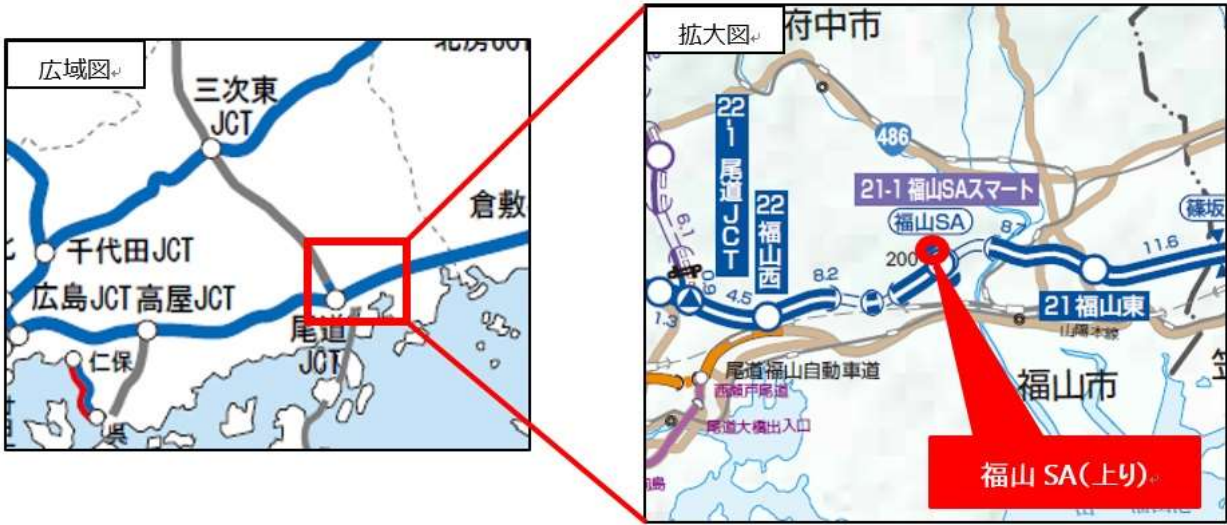 広域図
三次東
JCT
倉敷
千代田JCT
広島JCT
高屋JCT
尾道
JCT
仁保
呉
拡大図
府中市
486
22-1 尾道JCT
22 福山西
21-1 福山SAスマート
福山SA
篠坂
6.1
0.9
1.3
4.5
8.2
200
8.7
11.6
21 福山東
山陽本線
尾道福山自動車道
西瀬戸尾道
尾道大橋出入口
福山市
福山 SA(上り)